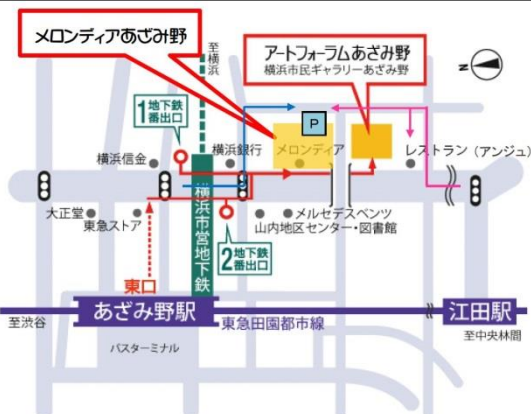 メロンディアあざみ野
至横浜
アートフォーラムあざみ野
横浜市民ギャラリーあざみ野
N
1地下鉄
番出口
P
横浜信金
横浜銀行
メロンディア
レストラン (アンジュ)
横浜市営地下鉄
大正堂
東急ストア
2地下鉄
番出口
メルセデスベンツ
山内地区センター・図書館
東口
あざみ野駅
江田駅
至渋谷
東急田園都市線
至中央林間
バスターミナル